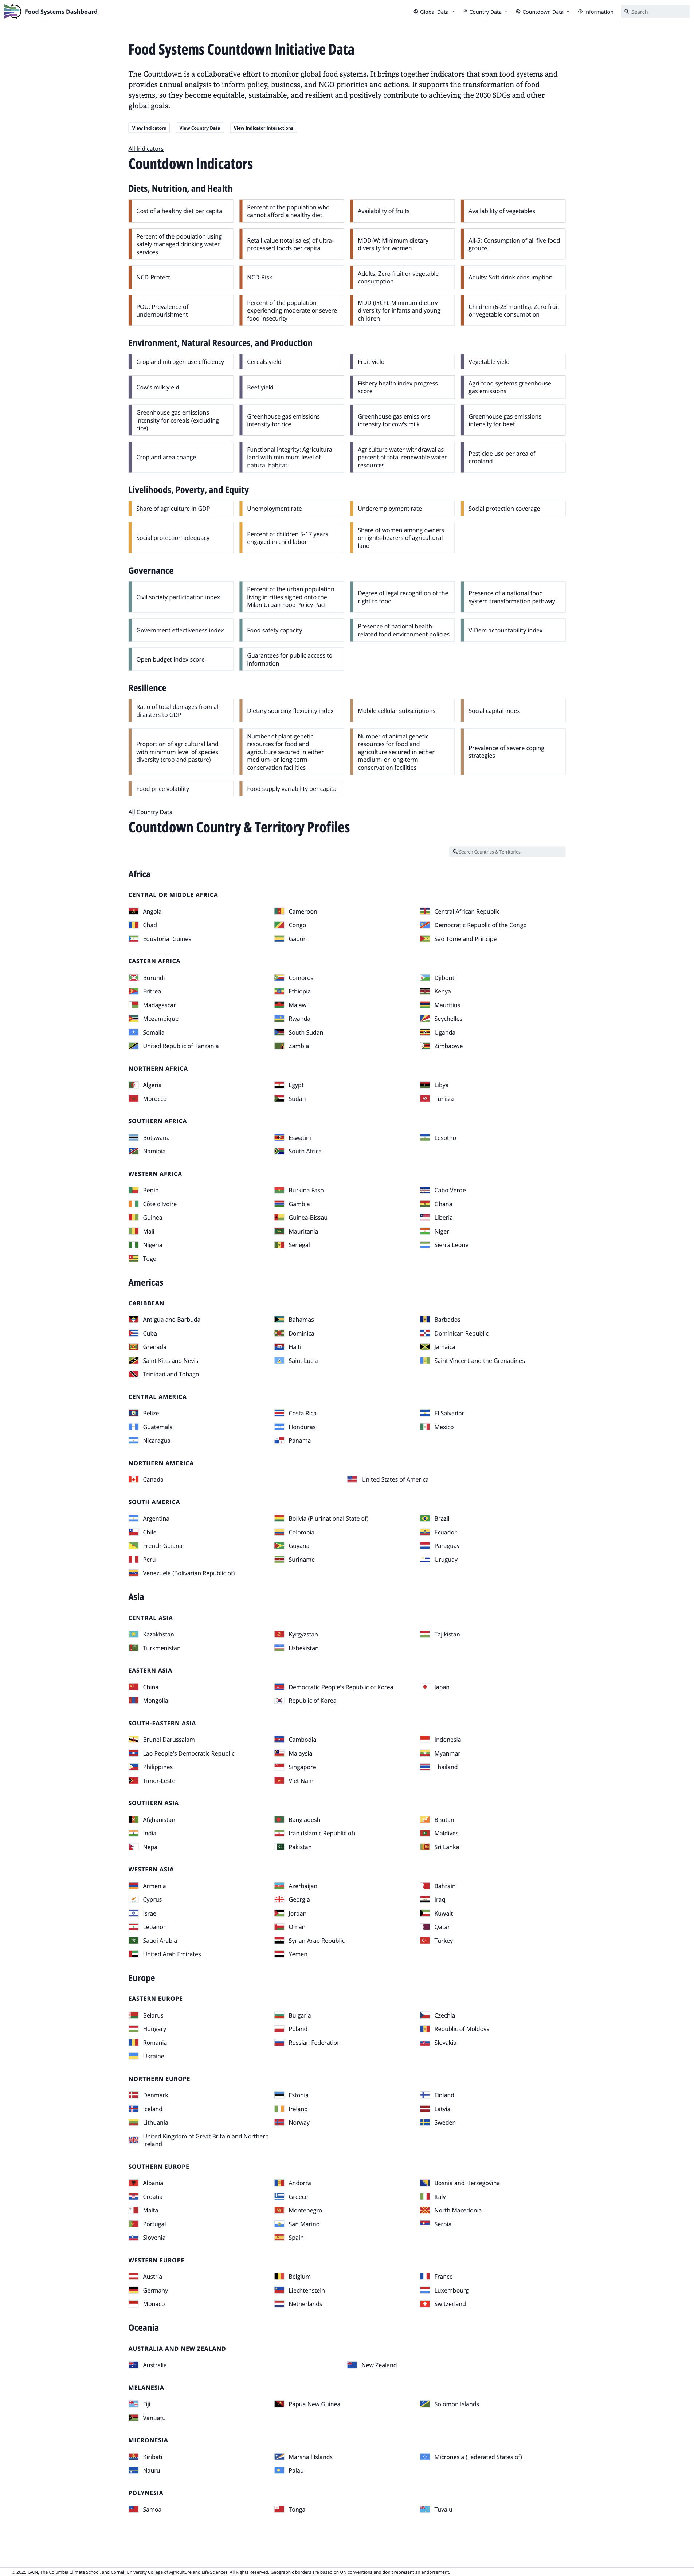 Food Systems Dashboard
Global Data
Country Data
Countdown Data
Information
Search
Food Systems Countdown Initiative Data
The Countdown is a collaborative effort to monitor global food systems. It brings together indicators that span food systems and
provides annual analysis to inform policy, business, and NGO priorities and actions. It supports the transformation of food
systems, so they become equitable, sustainable, and resilient and positively contribute to achieving the 2030 SDGs and other
global goals.
View Indicators
View Country Data
View Indicator Interactions
All Indicators
Countdown Indicators
Diets, Nutrition, and Health
Cost of a healthy diet per capita
Percent of the population who
cannot afford a healthy diet
Availability of fruits
Availability of vegetables
Percent of the population using
safely managed drinking water
services
Retail value (total sales) of ultra-
processed foods per capita
MDD-W: Minimum dietary
diversity for women
All-5: Consumption of all five food
groups
NCD-Protect
NCD-Risk
Adults: Zero fruit or vegetable
consumption
Adults: Soft drink consumption
POU: Prevalence of
undernourishment
Percent of the population
experiencing moderate or severe
food insecurity
MDD (IYCF): Minimum dietary
diversity for infants and young
children
Children (6-23 months): Zero fruit
or vegetable consumption
Environment, Natural Resources, and Production
Cropland nitrogen use efficiency
Cereals yield
Fruit yield
Vegetable yield
Cow's milk yield
Beef yield
Fishery health index progress
score
Agri-food systems greenhouse
gas emissions
Greenhouse gas emissions
intensity for cereals (excluding
rice)
Greenhouse gas emissions
intensity for rice
Greenhouse gas emissions
intensity for cow's milk
Greenhouse gas emissions
intensity for beef
Cropland area change
Functional integrity: Agricultural
land with minimum level of
natural habitat
Agriculture water withdrawal as
percent of total renewable water
resources
Pesticide use per area of
cropland
Livelihoods, Poverty, and Equity
Share of agriculture in GDP
Unemployment rate
Underemployment rate
Social protection coverage
Social protection adequacy
Percent of children 5-17 years
engaged in child labor
Share of women among owners
or rights-bearers of agricultural
land
Governance
Civil society participation index
Percent of the urban population
living in cities signed onto the
Milan Urban Food Policy Pact
Degree of legal recognition of the
right to food
Presence of a national food
system transformation pathway
Government effectiveness index
Food safety capacity
Presence of national health-
related food environment policies
V-Dem accountability index
Open budget index score
Guarantees for public access to
information
Resilience
Ratio of total damages from all
disasters to GDP
Dietary sourcing flexibility index
Mobile cellular subscriptions
Social capital index
Proportion of agricultural land
with minimum level of species
diversity (crop and pasture)
Number of plant genetic
resources for food and
agriculture secured in either
medium- or long-term
conservation facilities
Number of animal genetic
resources for food and
agriculture secured in either
medium- or long-term
conservation facilities
Prevalence of severe coping
strategies
Food price volatility
Food supply variability per capita
All Country Data
Countdown Country & Territory Profiles
Search Countries & Territories
Africa
CENTRAL OR MIDDLE AFRICA
Angola
Cameroon
Central African Republic
Chad
Congo
Democratic Republic of the Congo
Equatorial Guinea
Gabon
Sao Tome and Principe
EASTERN AFRICA
Burundi
Comoros
Djibouti
Eritrea
Ethiopia
Kenya
Madagascar
Malawi
Mauritius
Mozambique
Rwanda
Seychelles
Somalia
South Sudan
Uganda
United Republic of Tanzania
Zambia
Zimbabwe
NORTHERN AFRICA
Algeria
Egypt
Libya
Morocco
Sudan
Tunisia
SOUTHERN AFRICA
Botswana
Eswatini
Lesotho
Namibia
South Africa
WESTERN AFRICA
Benin
Burkina Faso
Cabo Verde
Côte d'Ivoire
Gambia
Ghana
Guinea
Guinea-Bissau
Liberia
Mali
Mauritania
Niger
Nigeria
Senegal
Sierra Leone
Togo
Americas
CARIBBEAN
Antigua and Barbuda
Bahamas
Barbados
Cuba
Dominica
Dominican Republic
Grenada
Haiti
Jamaica
Saint Kitts and Nevis
Saint Lucia
Saint Vincent and the Grenadines
Trinidad and Tobago
CENTRAL AMERICA
Belize
Costa Rica
El Salvador
Guatemala
Honduras
Mexico
Nicaragua
Panama
NORTHERN AMERICA
Canada
United States of America
SOUTH AMERICA
Argentina
Bolivia (Plurinational State of)
Brazil
Chile
Colombia
Ecuador
French Guiana
Guyana
Paraguay
Peru
Suriname
Uruguay
Venezuela (Bolivarian Republic of)
Asia
CENTRAL ASIA
Kazakhstan
Kyrgyzstan
Tajikistan
Turkmenistan
Uzbekistan
EASTERN ASIA
China
Democratic People's Republic of Korea
Japan
Mongolia
Republic of Korea
SOUTH-EASTERN ASIA
Brunei Darussalam
Cambodia
Indonesia
Lao People's Democratic Republic
Malaysia
Myanmar
Philippines
Singapore
Thailand
Timor-Leste
Viet Nam
SOUTHERN ASIA
Afghanistan
Bangladesh
Bhutan
India
Iran (Islamic Republic of)
Maldives
Nepal
Pakistan
Sri Lanka
WESTERN ASIA
Armenia
Azerbaijan
Bahrain
Cyprus
Georgia
Iraq
Israel
Jordan
Kuwait
Lebanon
Oman
Qatar
Saudi Arabia
Syrian Arab Republic
Turkey
United Arab Emirates
Yemen
Europe
EASTERN EUROPE
Belarus
Bulgaria
Czechia
Hungary
Poland
Republic of Moldova
Romania
Russian Federation
Slovakia
Ukraine
NORTHERN EUROPE
Denmark
Estonia
Finland
Iceland
Ireland
Latvia
Lithuania
Norway
Sweden
United Kingdom of Great Britain and Northern
Ireland
SOUTHERN EUROPE
Albania
Andorra
Bosnia and Herzegovina
Croatia
Greece
Italy
Malta
Montenegro
North Macedonia
Portugal
San Marino
Serbia
Slovenia
Spain
WESTERN EUROPE
Austria
Belgium
France
Germany
Liechtenstein
Luxembourg
Monaco
Netherlands
Switzerland
Oceania
AUSTRALIA AND NEW ZEALAND
Australia
New Zealand
MELANESIA
Fiji
Papua New Guinea
Solomon Islands
Vanuatu
MICRONESIA
Kiribati
Marshall Islands
Micronesia (Federated States of)
Nauru
Palau
POLYNESIA
Samoa
Tonga
Tuvalu
© 2025 GAIN, The Columbia Climate School, and Cornell University College of Agriculture and Life Sciences. All Rights Reserved. Geographic borders are based on UN conventions and don't represent an endorsement.